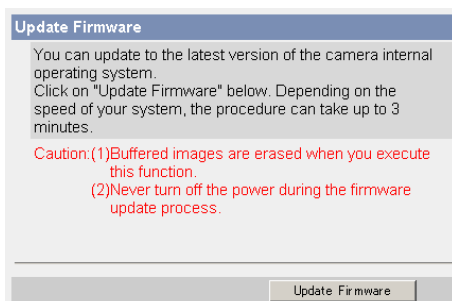 Update Firmware
You can update to the latest version of the camera internal
operating system.
Click on "Update Firmware" below. Depending on the
speed of your system, the procedure can take up to 3
minutes.
Caution:(1)Buffered images are erased when you execute
this function.
(2)Never turn off the power during the firmware
update process.
Update Firmware